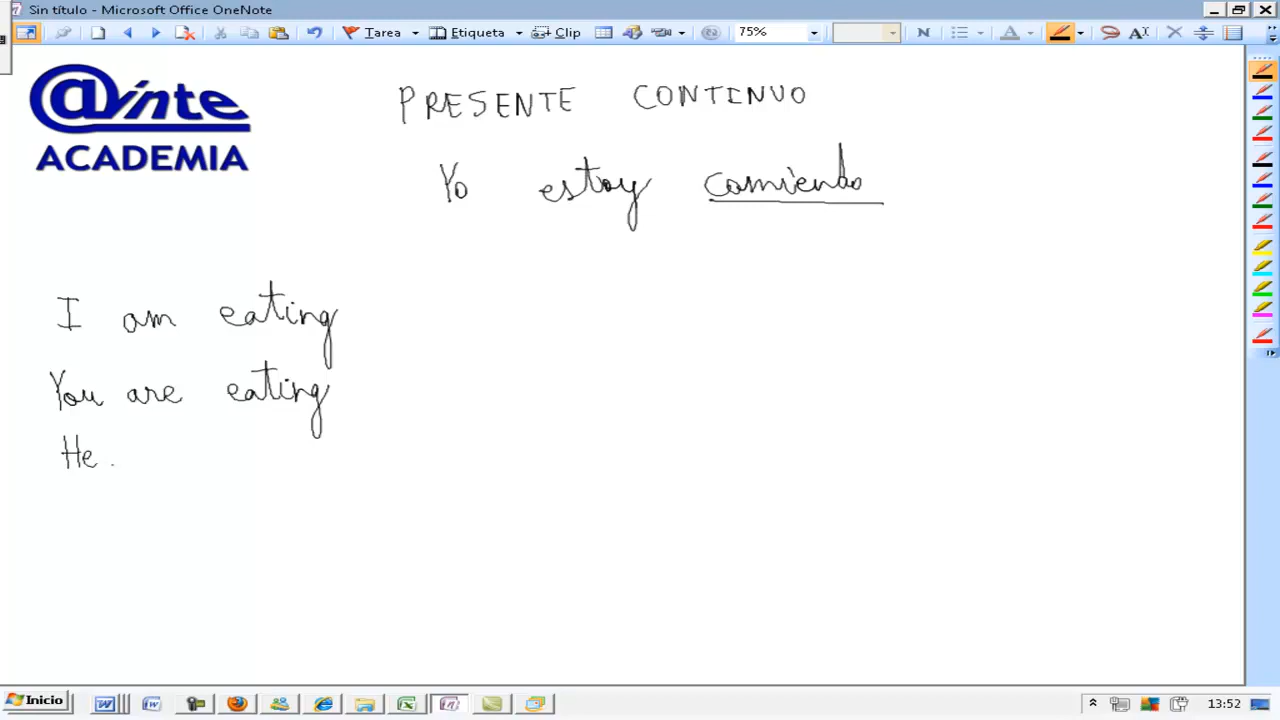 Sin título - Microsoft Office OneNote
Tarea Etiqueta Clip 75% N A A
@inte
ACADEMIA
PRESENTE CONTINUO
Yo estoy comiendo
I am eating
You are eating
He
Inicio 13:52